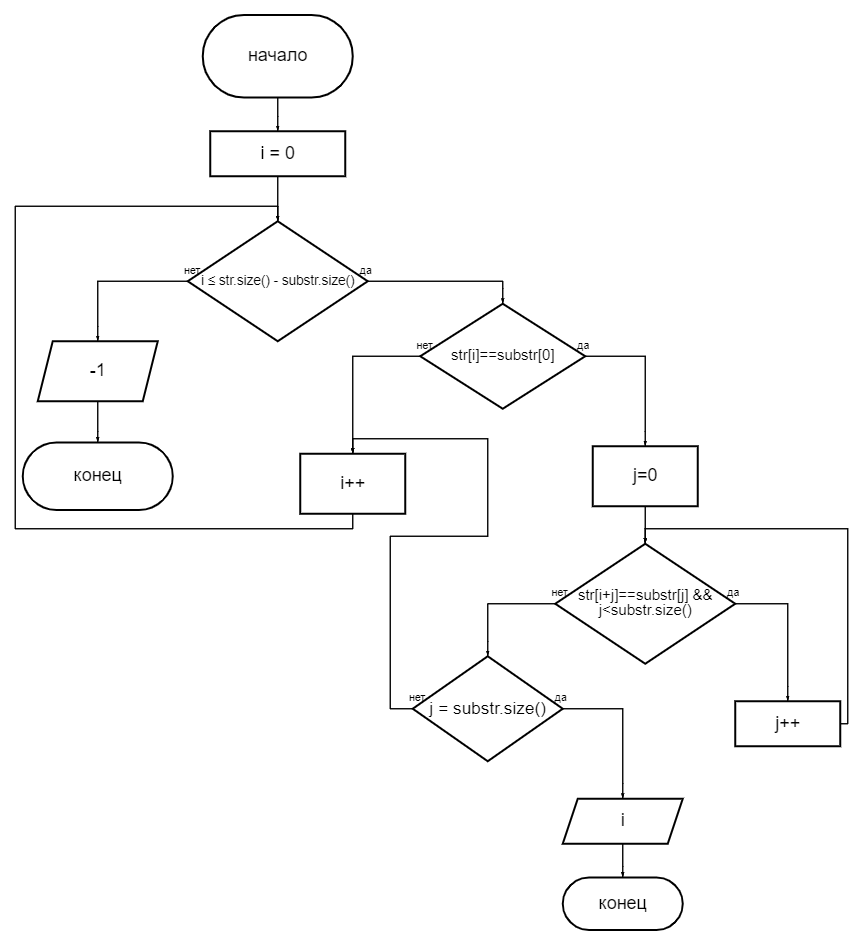 начало
i = 0
нет
i ≤ str.size() - substr.size()
да
-1
конец
нет
str[i]==substr[0]
да
i++
j=0
нет
str[i+j]==substr[j] &&
j<substr.size()
да
j++
нет
j = substr.size()
да
i
конец